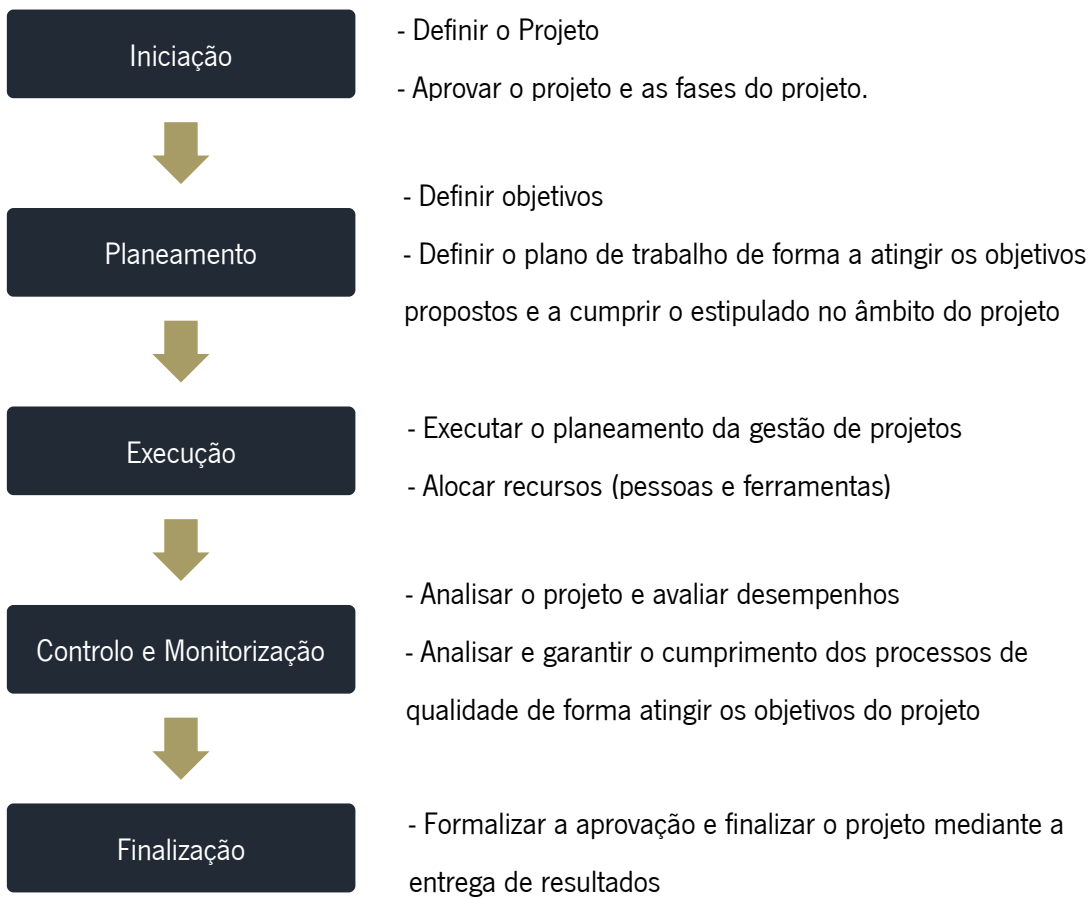 Iniciação
- Definir o Projeto
- Aprovar o projeto e as fases do projeto.
Planeamento
- Definir objetivos
- Definir o plano de trabalho de forma a atingir os objetivos
propostos e a cumprir o estipulado no âmbito do projeto
Execução
- Executar o planeamento da gestão de projetos
- Alocar recursos (pessoas e ferramentas)
Controlo e Monitorização
- Analisar o projeto e avaliar desempenhos
- Analisar e garantir o cumprimento dos processos de
qualidade de forma atingir os objetivos do projeto
Finalização
- Formalizar a aprovação e finalizar o projeto mediante a
entrega de resultados